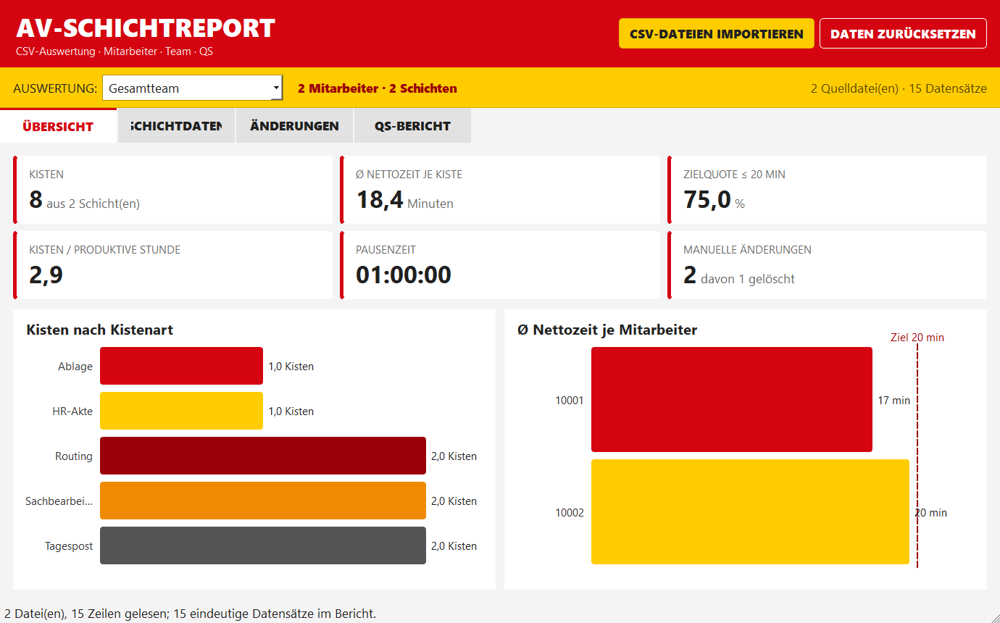 AV-SCHICHTREPORT
CSV-Auswertung · Mitarbeiter · Team · QS
CSV-DATEIEN IMPORTIEREN
DATEN ZURÜCKSETZEN
AUSWERTUNG:
Gesamtteam
2 Mitarbeiter · 2 Schichten
2 Quelldatei(en) · 15 Datensätze
ÜBERSICHT
SCHICHTDATEN
ÄNDERUNGEN
QS-BERICHT
KISTEN
8 aus 2 Schicht(en)
Ø NETTOZEIT JE KISTE
18,4 Minuten
ZIELQUOTE ≤ 20 MIN
75,0 %
KISTEN / PRODUKTIVE STUNDE
2,9
PAUSENZEIT
01:00:00
MANUELLE ÄNDERUNGEN
2 davon 1 gelöscht
Kisten nach Kistenart
Ablage
1,0 Kisten
HR-Akte
1,0 Kisten
Routing
2,0 Kisten
Sachbearbei...
2,0 Kisten
Tagespost
2,0 Kisten
Ø Nettozeit je Mitarbeiter
Ziel 20 min
10001
17 min
10002
20 min
2 Datei(en), 15 Zeilen gelesen; 15 eindeutige Datensätze im Bericht.